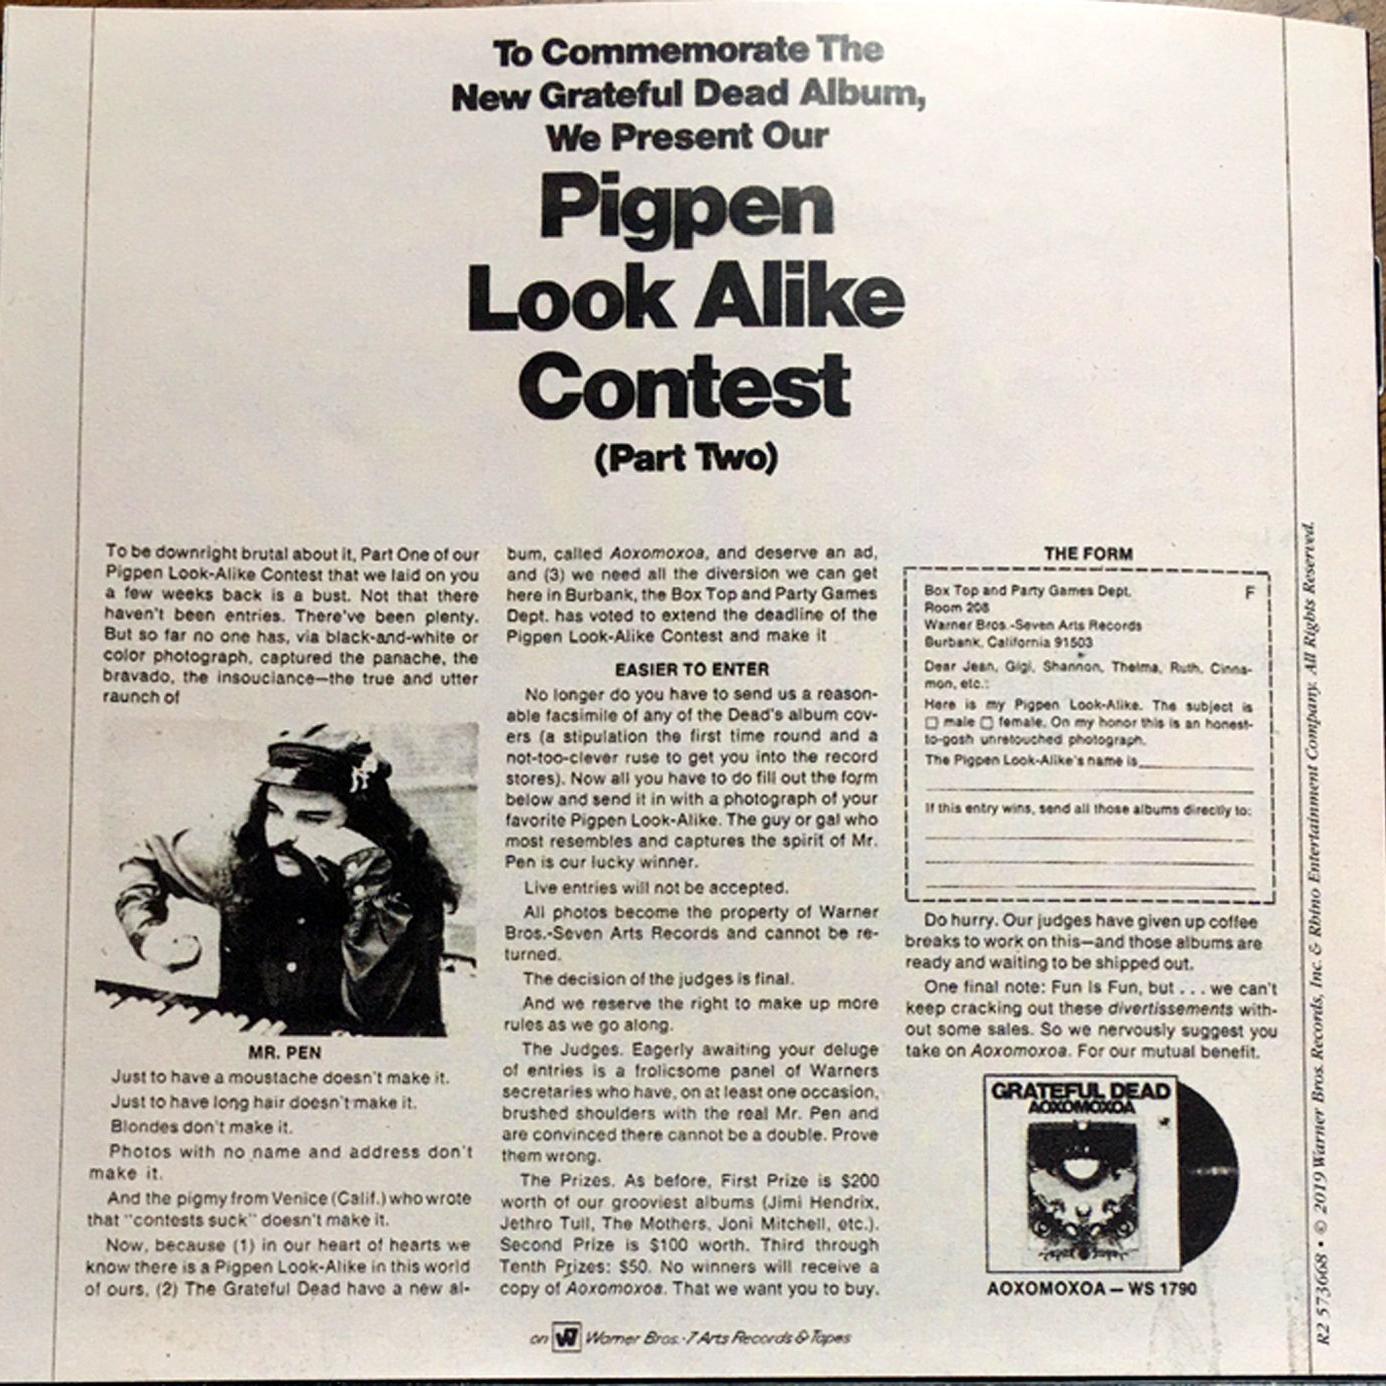 To Commemorate The
New Grateful Dead Album,
We Present Our
Pigpen
Look Alike
Contest
(Part Two)
To be downright brutal about it, Part One of our
Pigpen Look-Alike Contest that we laid on you
a few weeks back is a bust. Not that there
haven't been entries. There've been plenty.
But so far no one has, via black-and-white or
color photograph, captured the panache, the
bravado, the insouciance—the true and utter
raunch of
MR. PEN
Just to have a moustache doesn't make it.
Just to have long hair doesn't make it.
Blondes don't make it.
Photos with no name and address don't
make it.
And the pigmy from Venice (Calif.) who wrote
that "contests suck" doesn't make it.
Now, because (1) in our heart of hearts we
know there is a Pigpen Look-Alike in this world
of ours, (2) The Grateful Dead have a new al-
bum, called Aoxomoxoa, and deserve an ad,
and (3) we need all the diversion we can get
here in Burbank, the Box Top and Party Games
Dept. has voted to extend the deadline of the
Pigpen Look-Alike Contest and make it
EASIER TO ENTER
No longer do you have to send us a reason-
able facsimile of any of the Dead's album cov-
ers (a stipulation the first time round and a
not-too-clever ruse to get you into the record
stores). Now all you have to do fill out the form
below and send it in with a photograph of your
favorite Pigpen Look-Alike. The guy or gal who
most resembles and captures the spirit of Mr.
Pen is our lucky winner.
Live entries will not be accepted.
All photos become the property of Warner
Bros.-Seven Arts Records and cannot be re-
turned.
The decision of the judges is final.
And we reserve the right to make up more
rules as we go along.
The Judges. Eagerly awaiting your deluge
of entries is a frolicsome panel of Warners
secretaries who have, on at least one occasion,
brushed shoulders with the real Mr. Pen and
are convinced there cannot be a double. Prove
them wrong.
The Prizes. As before, First Prize is $200
worth of our grooviest albums (Jimi Hendrix,
Jethro Tull, The Mothers, Joni Mitchell, etc.).
Second Prize is $100 worth. Third through
Tenth Prizes: $50. No winners will receive a
copy of Aoxomoxoa. That we want you to buy.
THE FORM
Box Top and Party Games Dept. F
Room 208
Warner Bros.-Seven Arts Records
Burbank, California 91503
Dear Jean, Gigi, Shannon, Thelma, Ruth, Cinna-
mon, etc.:
Here is my Pigpen Look-Alike. The subject is
☐ male ☐ female. On my honor this is an honest-
to-gosh unretouched photograph.
The Pigpen Look-Alike's name is
If this entry wins, send all those albums directly to:
Do hurry. Our judges have given up coffee
breaks to work on this—and those albums are
ready and waiting to be shipped out.
One final note: Fun Is Fun, but . . . we can't
keep cracking out these divertissements with-
out some sales. So we nervously suggest you
take on Aoxomoxoa. For our mutual benefit.
GRATEFUL DEAD
AOXOMOXOA
AOXOMOXOA — WS 1790
on W7 Warner Bros.-7 Arts Records & Tapes
R2 573668 • © 2019 Warner Bros. Records, Inc. & Rhino Entertainment Company. All Rights Reserved.